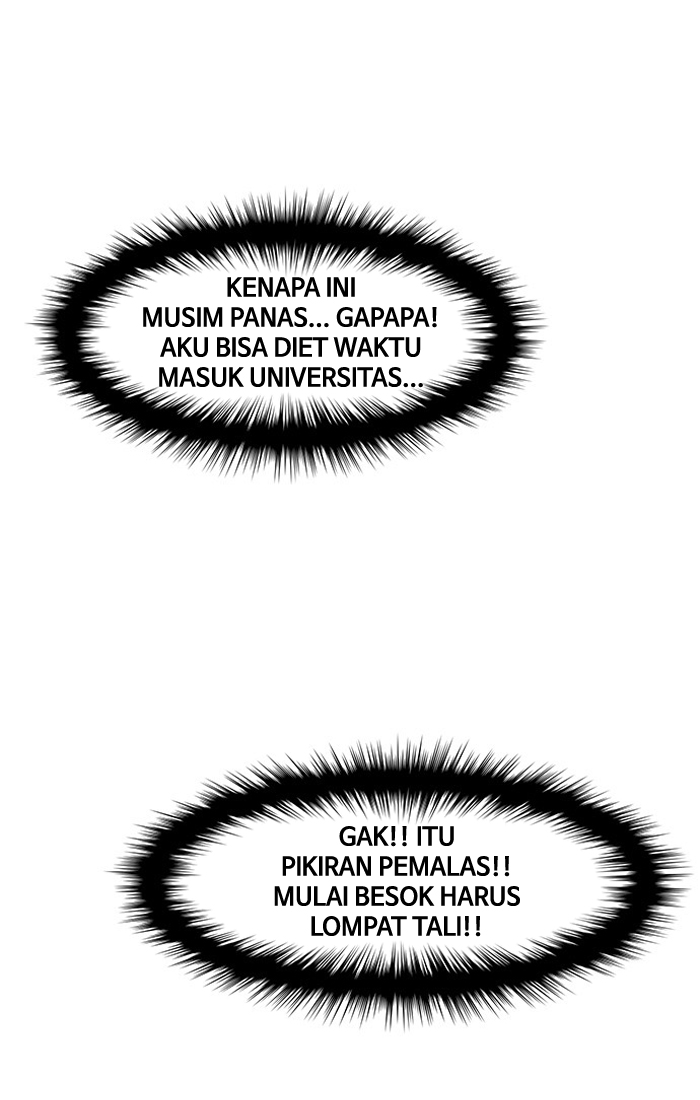 KENAPA INI
MUSIM PANAS... GAPAPA!
AKU BISA DIET WAKTU
MASUK UNIVERSITAS...
GAK!! ITU
PIKIRAN PEMALAS!!
MULAI BESOK HARUS
LOMPAT TALI!!